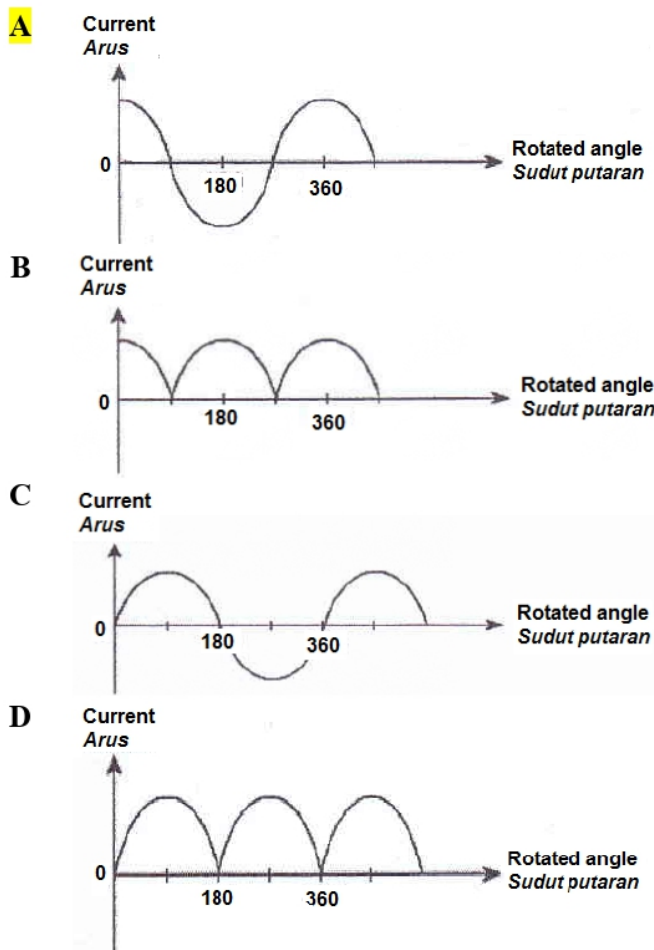 A
Current
Arus
0
180
360
Rotated angle
Sudut putaran
B
Current
Arus
0
180
360
Rotated angle
Sudut putaran
C
Current
Arus
0
180
360
Rotated angle
Sudut putaran
D
Current
Arus
0
180
360
Rotated angle
Sudut putaran